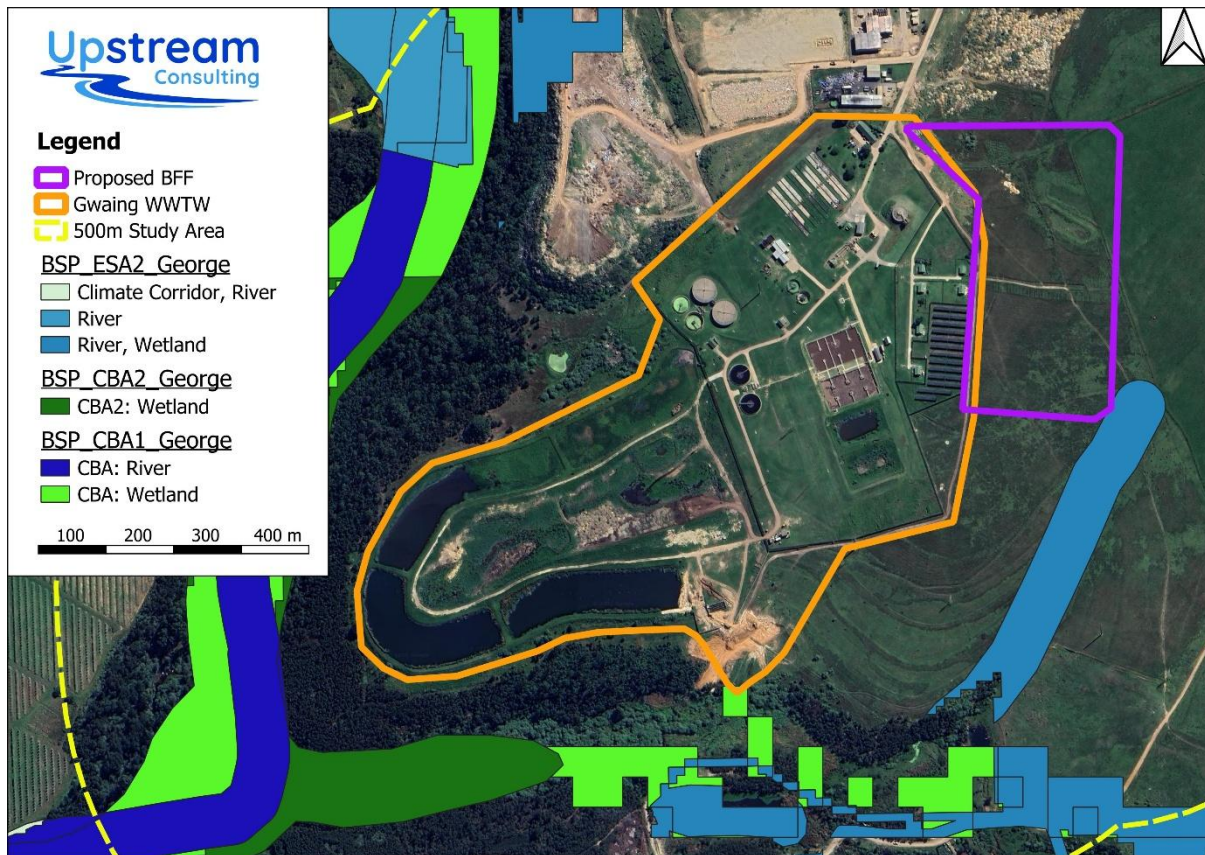 Upstream
Consulting
Legend
Proposed BFF
Gwaing WWTW
500m Study Area
BSP_ESA2_George
Climate Corridor, River
River
River, Wetland
BSP_CBA2_George
CBA2: Wetland
BSP_CBA1_George
CBA: River
CBA: Wetland
100 200 300 400 m